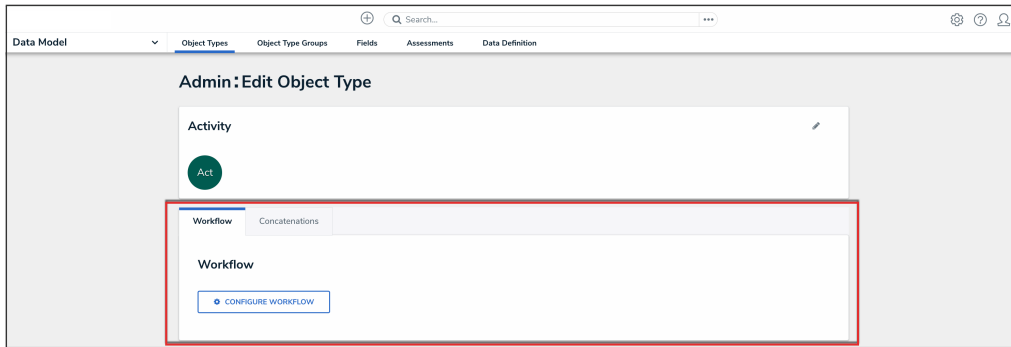 Search...
Data Model Object Types Object Type Groups Fields Assessments Data Definition
Admin:Edit Object Type
Activity
Act
Workflow Concatenations
Workflow
CONFIGURE WORKFLOW